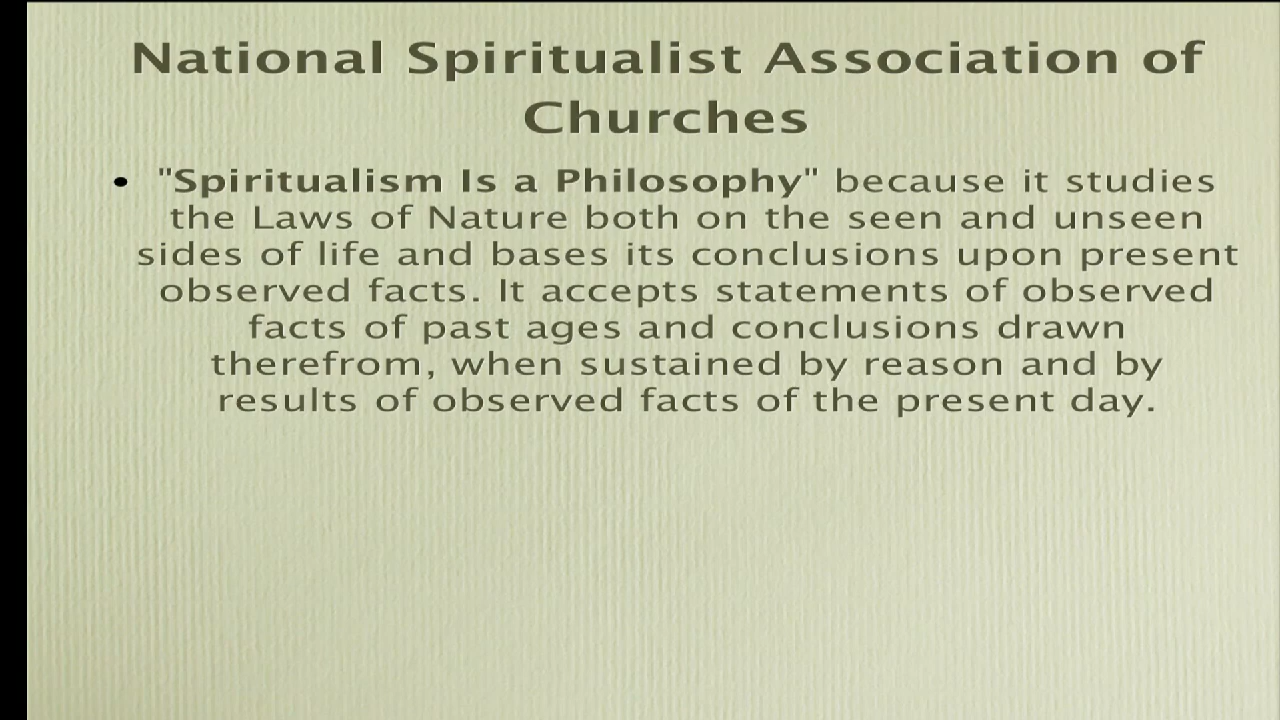 National Spiritualist Association of
Churches
• "Spiritualism Is a Philosophy" because it studies
the Laws of Nature both on the seen and unseen
sides of life and bases its conclusions upon present
observed facts. It accepts statements of observed
facts of past ages and conclusions drawn
therefrom, when sustained by reason and by
results of observed facts of the present day.